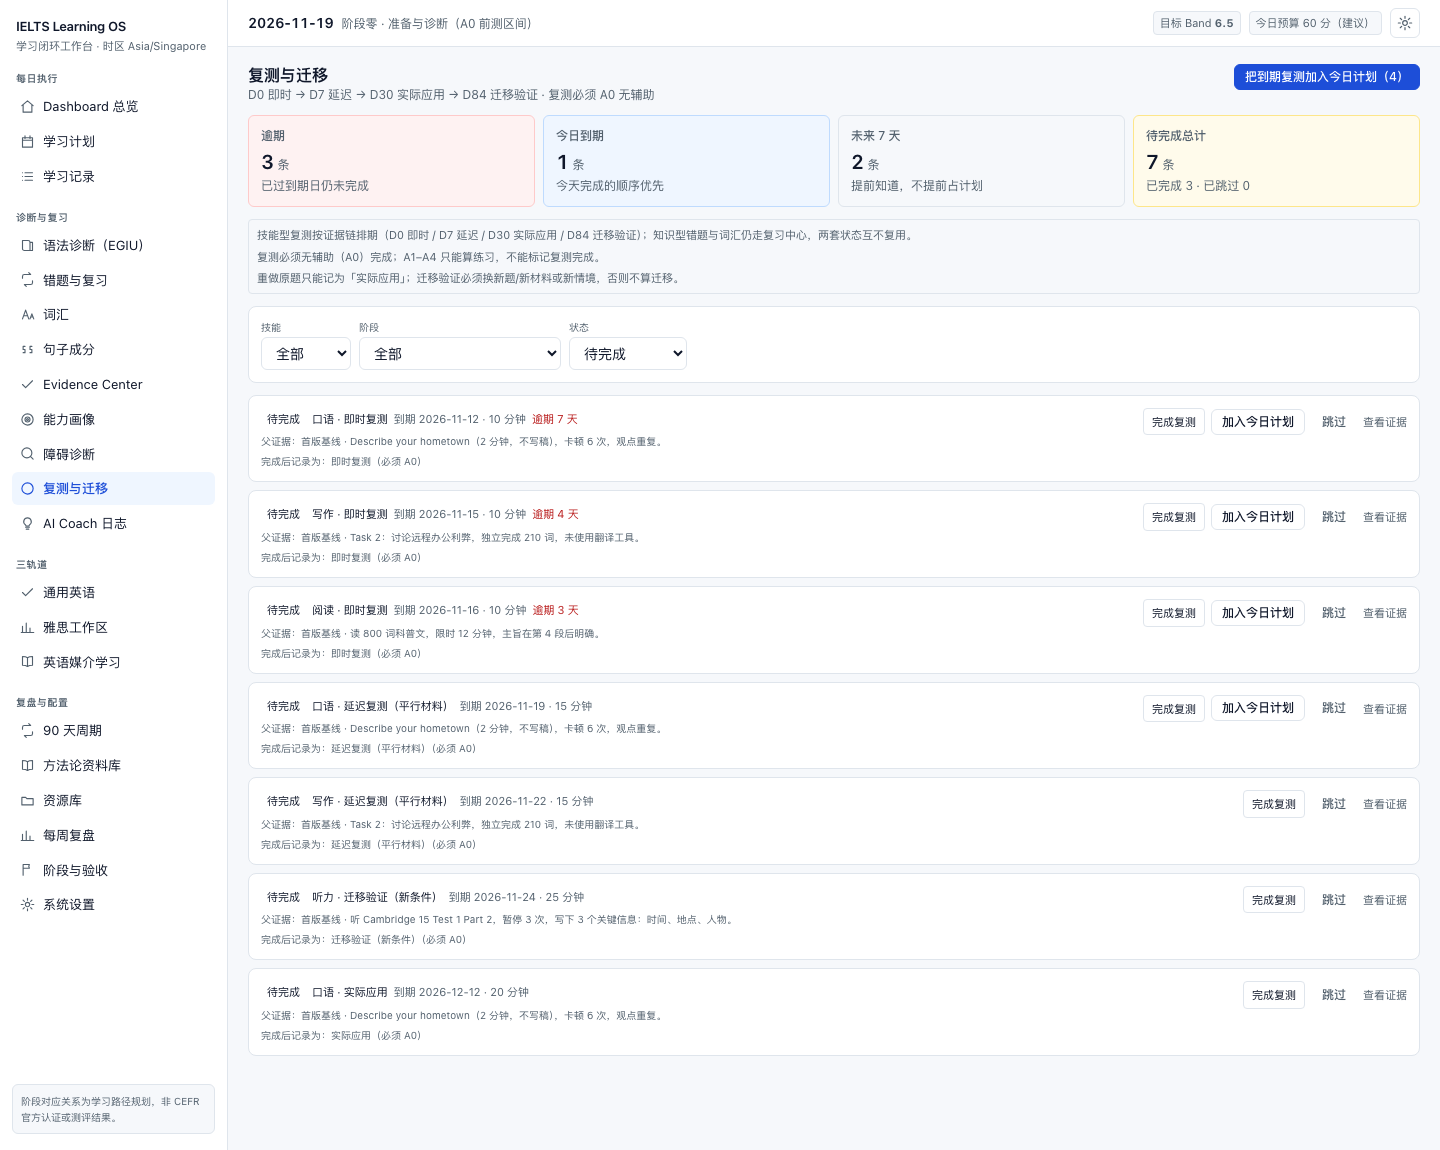 IELTS Learning OS
学习闭环工作台 · 时区 Asia/Singapore
每日执行
Dashboard 总览
学习计划
学习记录
诊断与复习
语法诊断（EGIU）
错题与复习
词汇
句子成分
Evidence Center
能力画像
障碍诊断
复测与迁移
AI Coach 日志
三轨道
通用英语
雅思工作区
英语媒介学习
复盘与配置
90 天周期
方法论资料库
资源库
每周复盘
阶段与验收
系统设置
阶段对应关系为学习路径规划，非 CEFR
官方认证或测评结果。
2026-11-19 阶段零 · 准备与诊断（A0 前测区间）
目标 Band 6.5
今日预算 60 分（建议）
复测与迁移
D0 即时 → D7 延迟 → D30 实际应用 → D84 迁移验证 · 复测必须 A0 无辅助
把到期复测加入今日计划（4）
逾期
3 条
已过到期日仍未完成
今日到期
1 条
今天完成的顺序优先
未来 7 天
2 条
提前知道，不提前占计划
待完成总计
7 条
已完成 3 · 已跳过 0
技能型复测按证据链排期（D0 即时 / D7 延迟 / D30 实际应用 / D84 迁移验证）；知识型错题与词汇仍走复习中心，两套状态互不复用。
复测必须无辅助（A0）完成；A1–A4 只能算练习，不能标记复测完成。
重做原题只能记为「实际应用」；迁移验证必须换新题/新材料或新情境，否则不算迁移。
技能 阶段 状态
全部 全部 待完成
待完成 口语 · 即时复测 到期 2026-11-12 · 10 分钟 逾期 7 天 完成复测 加入今日计划 跳过 查看证据
父证据：首版基线 · Describe your hometown（2 分钟，不写稿），卡顿 6 次，观点重复。
完成后记录为：即时复测（必须 A0）
待完成 写作 · 即时复测 到期 2026-11-15 · 10 分钟 逾期 4 天 完成复测 加入今日计划 跳过 查看证据
父证据：首版基线 · Task 2：讨论远程办公利弊，独立完成 210 词，未使用翻译工具。
完成后记录为：即时复测（必须 A0）
待完成 阅读 · 即时复测 到期 2026-11-16 · 10 分钟 逾期 3 天 完成复测 加入今日计划 跳过 查看证据
父证据：首版基线 · 读 800 词科普文，限时 12 分钟，主旨在第 4 段后明确。
完成后记录为：即时复测（必须 A0）
待完成 口语 · 延迟复测（平行材料） 到期 2026-11-19 · 15 分钟 完成复测 加入今日计划 跳过 查看证据
父证据：首版基线 · Describe your hometown（2 分钟，不写稿），卡顿 6 次，观点重复。
完成后记录为：延迟复测（平行材料）（必须 A0）
待完成 写作 · 延迟复测（平行材料） 到期 2026-11-22 · 15 分钟 完成复测 跳过 查看证据
父证据：首版基线 · Task 2：讨论远程办公利弊，独立完成 210 词，未使用翻译工具。
完成后记录为：延迟复测（平行材料）（必须 A0）
待完成 听力 · 迁移验证（新条件） 到期 2026-11-24 · 25 分钟 完成复测 跳过 查看证据
父证据：首版基线 · 听 Cambridge 15 Test 1 Part 2，暂停 3 次，写下 3 个关键信息：时间、地点、人物。
完成后记录为：迁移验证（新条件）（必须 A0）
待完成 口语 · 实际应用 到期 2026-12-12 · 20 分钟 完成复测 跳过 查看证据
父证据：首版基线 · Describe your hometown（2 分钟，不写稿），卡顿 6 次，观点重复。
完成后记录为：实际应用（必须 A0）